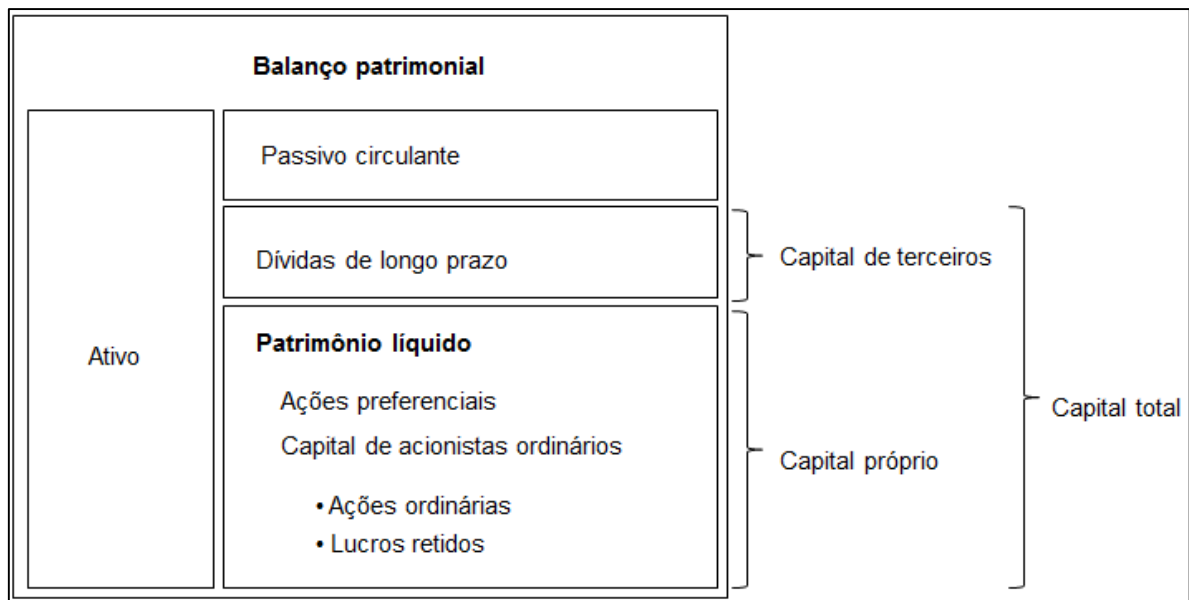 Balanço patrimonial
Passivo circulante
Dívidas de longo prazo
Capital de terceiros
Ativo
Patrimônio líquido
Ações preferenciais
Capital de acionistas ordinários
• Ações ordinárias
• Lucros retidos
Capital próprio
Capital total